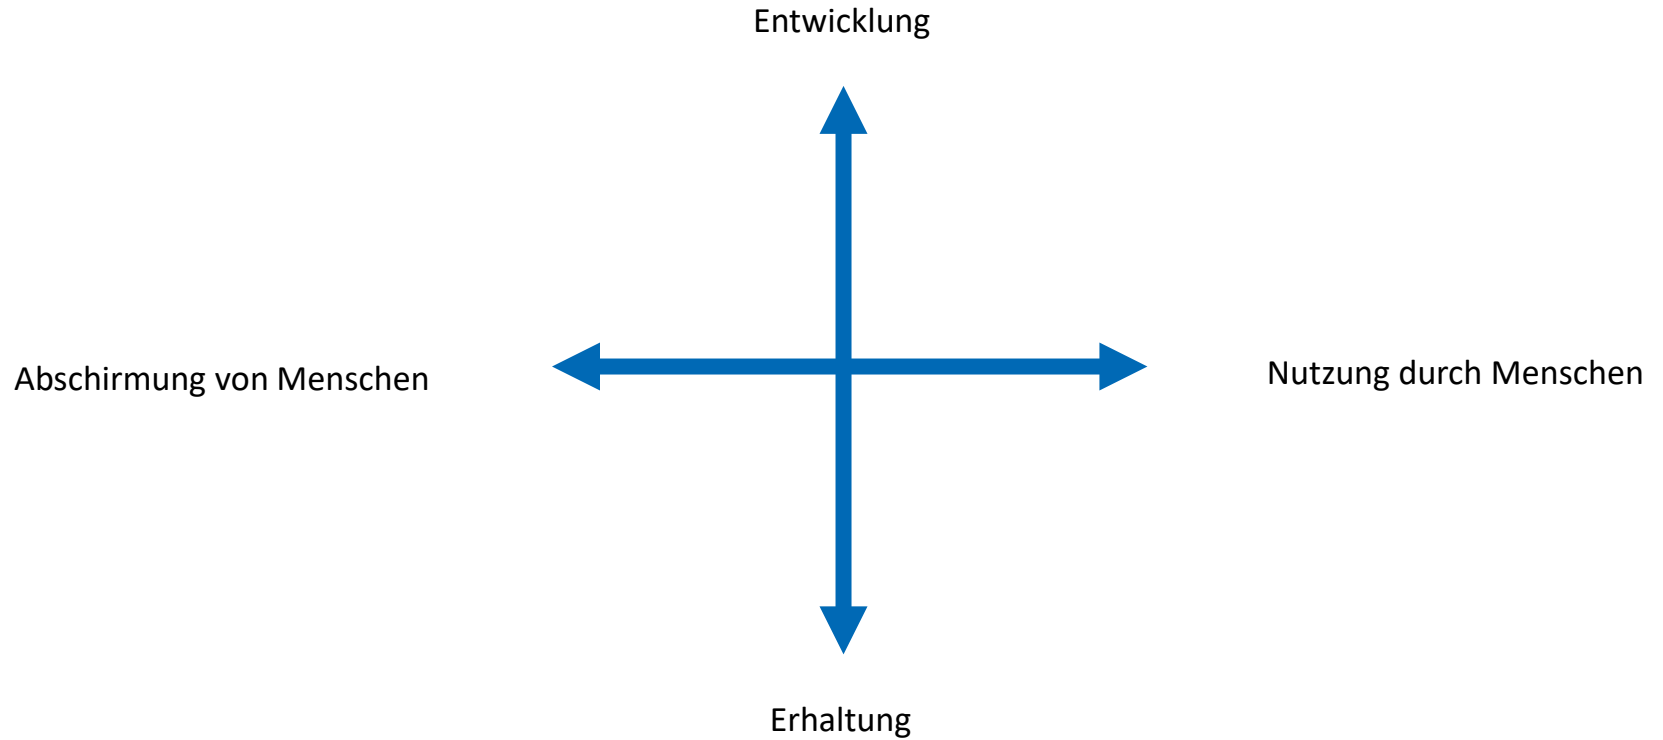 Entwicklung
Abschirmung von Menschen
Nutzung durch Menschen
Erhaltung